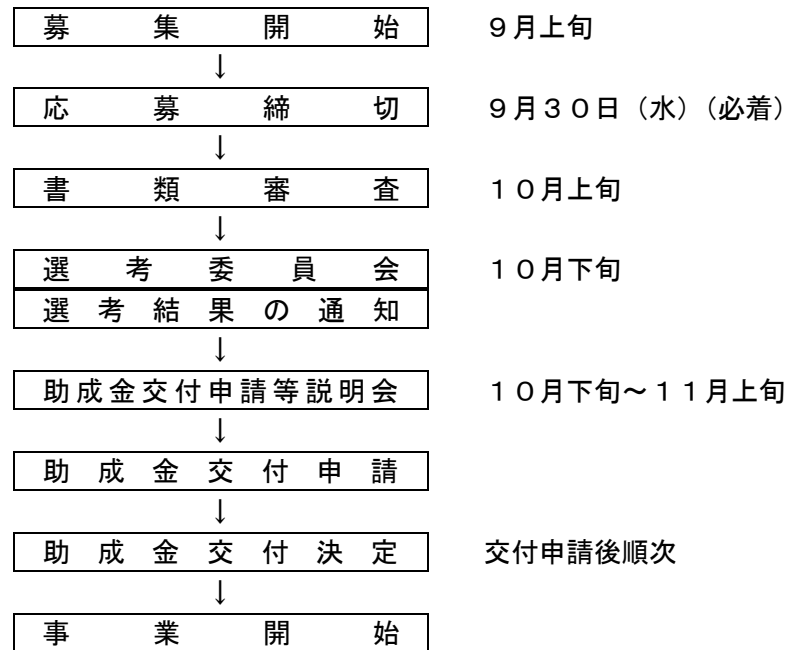 募集開始 ９月上旬
↓
応募締切 ９月３０日（水）（必着）
↓
書類審査 １０月上旬
↓
選考委員会 １０月下旬
選考結果の通知
↓
助成金交付申請等説明会 １０月下旬～１１月上旬
↓
助成金交付申請
↓
助成金交付決定 交付申請後順次
↓
事業開始